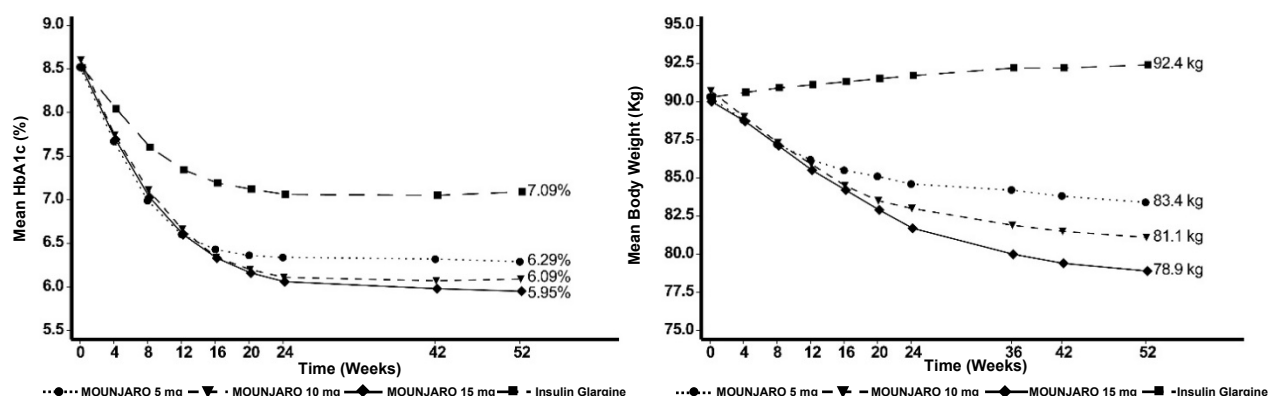 Mean HbA1c (%)
9.0
8.5
8.0
7.5
7.0
6.5
6.0
5.5
7.09%
6.29%
6.09%
5.95%
0 4 8 12 16 20 24 42 52
Time (Weeks)
MOUNJARO 5 mg MOUNJARO 10 mg MOUNJARO 15 mg Insulin Glargine
Mean Body Weight (Kg)
95.0
92.5
90.0
87.5
85.0
82.5
80.0
77.5
75.0
92.4 kg
83.4 kg
81.1 kg
78.9 kg
0 4 8 12 16 20 24 36 42 52
Time (Weeks)
MOUNJARO 5 mg MOUNJARO 10 mg MOUNJARO 15 mg Insulin Glargine